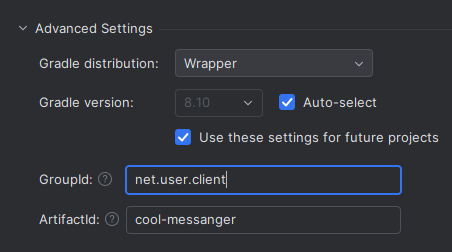 Advanced Settings
Gradle distribution: Wrapper
Gradle version: 8.10 Auto-select
Use these settings for future projects
GroupId: ? net.user.client
ArtifactId: ? cool-messanger